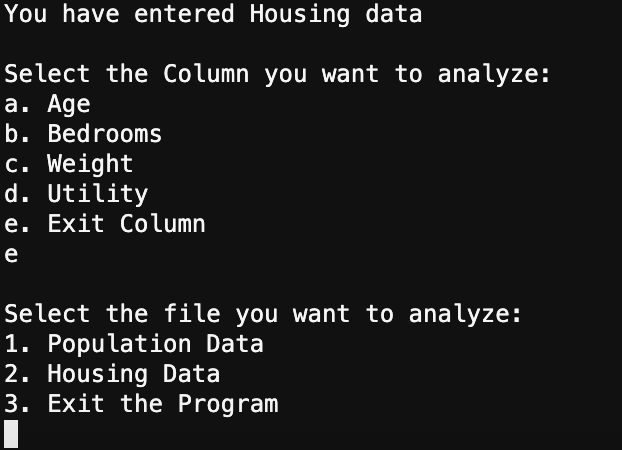 You have entered Housing data
Select the Column you want to analyze:
a. Age
b. Bedrooms
c. Weight
d. Utility
e. Exit Column
e
Select the file you want to analyze:
1. Population Data
2. Housing Data
3. Exit the Program